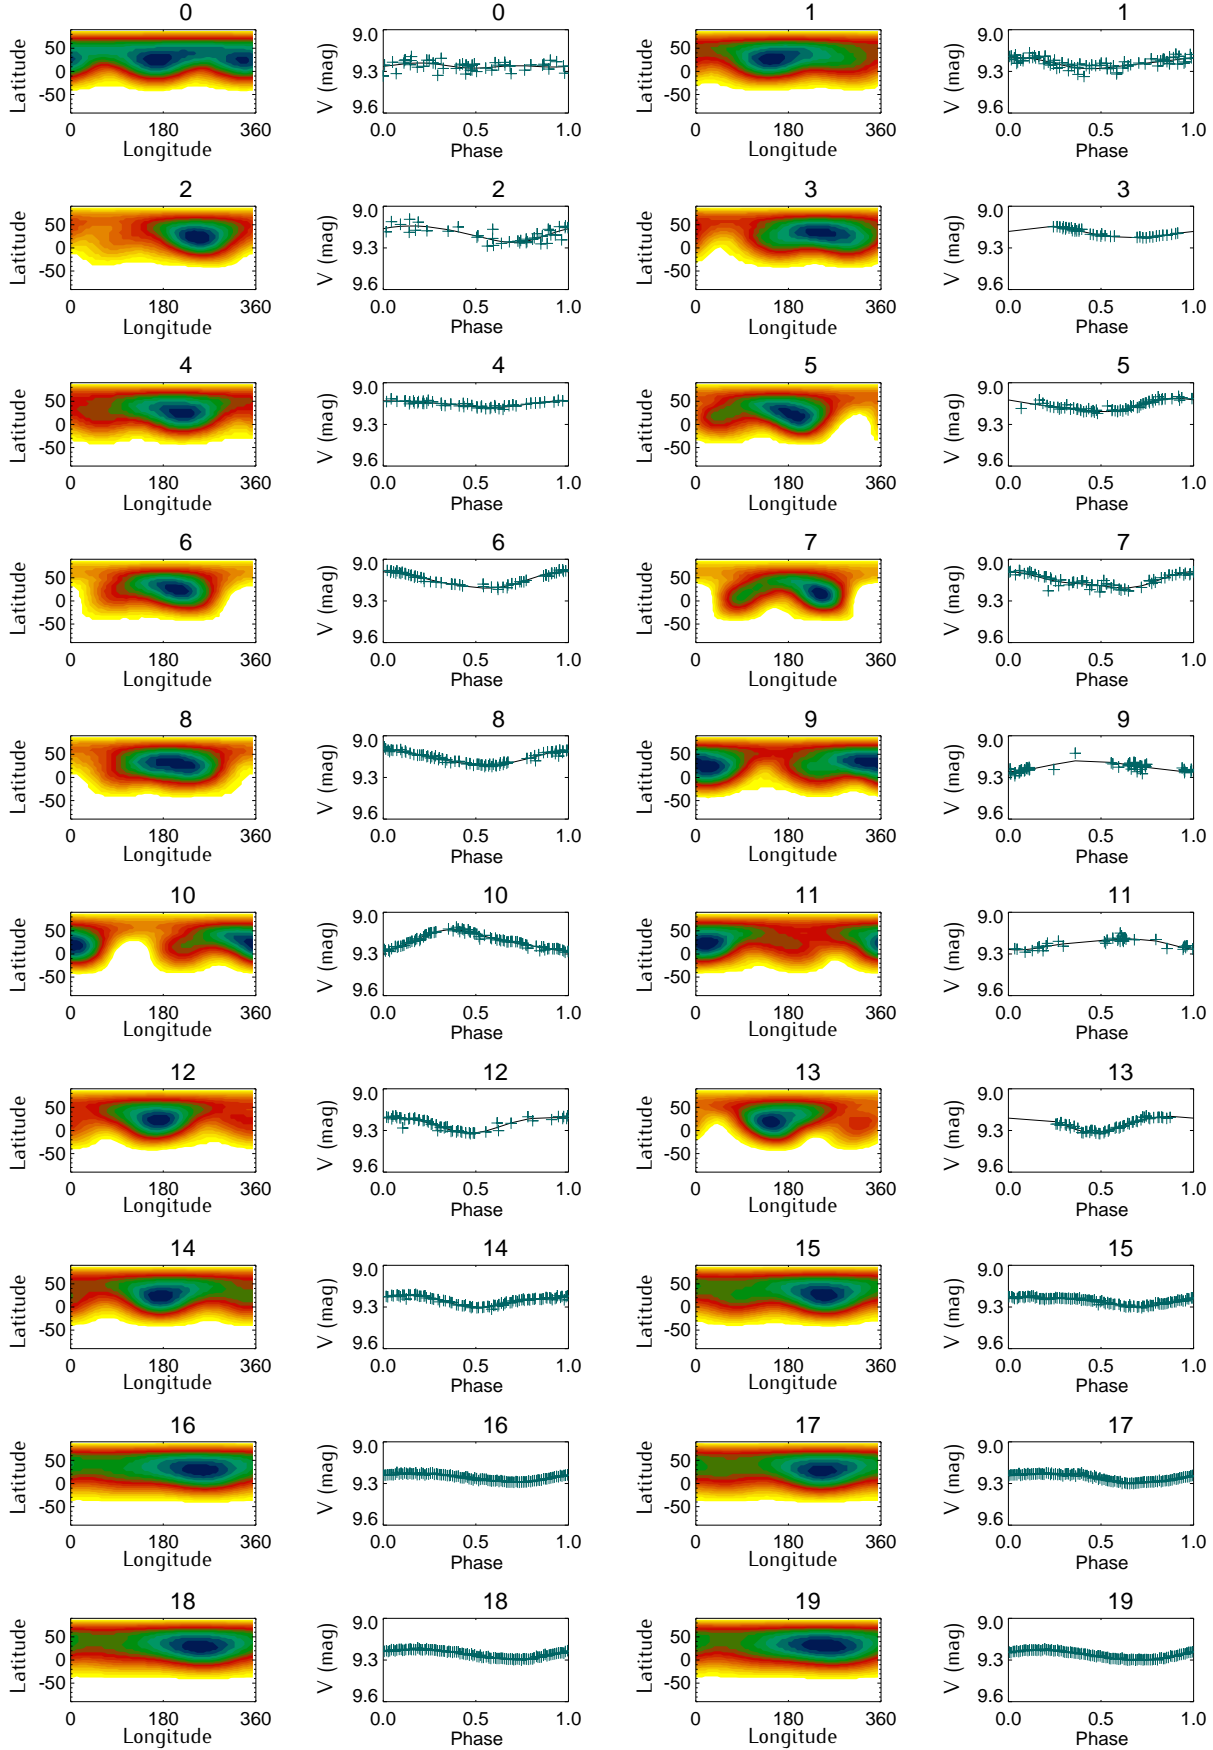 0 0 1 1
Latitude 50 0 -50 V (mag) 9.0 9.3 9.6 Latitude 50 0 -50 V (mag) 9.0 9.3 9.6
0 180 360 0.0 0.5 1.0 0 180 360 0.0 0.5 1.0
Longitude Phase Longitude Phase
2 2 3 3
Latitude 50 0 -50 V (mag) 9.0 9.3 9.6 Latitude 50 0 -50 V (mag) 9.0 9.3 9.6
0 180 360 0.0 0.5 1.0 0 180 360 0.0 0.5 1.0
Longitude Phase Longitude Phase
4 4 5 5
Latitude 50 0 -50 V (mag) 9.0 9.3 9.6 Latitude 50 0 -50 V (mag) 9.0 9.3 9.6
0 180 360 0.0 0.5 1.0 0 180 360 0.0 0.5 1.0
Longitude Phase Longitude Phase
6 6 7 7
Latitude 50 0 -50 V (mag) 9.0 9.3 9.6 Latitude 50 0 -50 V (mag) 9.0 9.3 9.6
0 180 360 0.0 0.5 1.0 0 180 360 0.0 0.5 1.0
Longitude Phase Longitude Phase
8 8 9 9
Latitude 50 0 -50 V (mag) 9.0 9.3 9.6 Latitude 50 0 -50 V (mag) 9.0 9.3 9.6
0 180 360 0.0 0.5 1.0 0 180 360 0.0 0.5 1.0
Longitude Phase Longitude Phase
10 10 11 11
Latitude 50 0 -50 V (mag) 9.0 9.3 9.6 Latitude 50 0 -50 V (mag) 9.0 9.3 9.6
0 180 360 0.0 0.5 1.0 0 180 360 0.0 0.5 1.0
Longitude Phase Longitude Phase
12 12 13 13
Latitude 50 0 -50 V (mag) 9.0 9.3 9.6 Latitude 50 0 -50 V (mag) 9.0 9.3 9.6
0 180 360 0.0 0.5 1.0 0 180 360 0.0 0.5 1.0
Longitude Phase Longitude Phase
14 14 15 15
Latitude 50 0 -50 V (mag) 9.0 9.3 9.6 Latitude 50 0 -50 V (mag) 9.0 9.3 9.6
0 180 360 0.0 0.5 1.0 0 180 360 0.0 0.5 1.0
Longitude Phase Longitude Phase
16 16 17 17
Latitude 50 0 -50 V (mag) 9.0 9.3 9.6 Latitude 50 0 -50 V (mag) 9.0 9.3 9.6
0 180 360 0.0 0.5 1.0 0 180 360 0.0 0.5 1.0
Longitude Phase Longitude Phase
18 18 19 19
Latitude 50 0 -50 V (mag) 9.0 9.3 9.6 Latitude 50 0 -50 V (mag) 9.0 9.3 9.6
0 180 360 0.0 0.5 1.0 0 180 360 0.0 0.5 1.0
Longitude Phase Longitude Phase